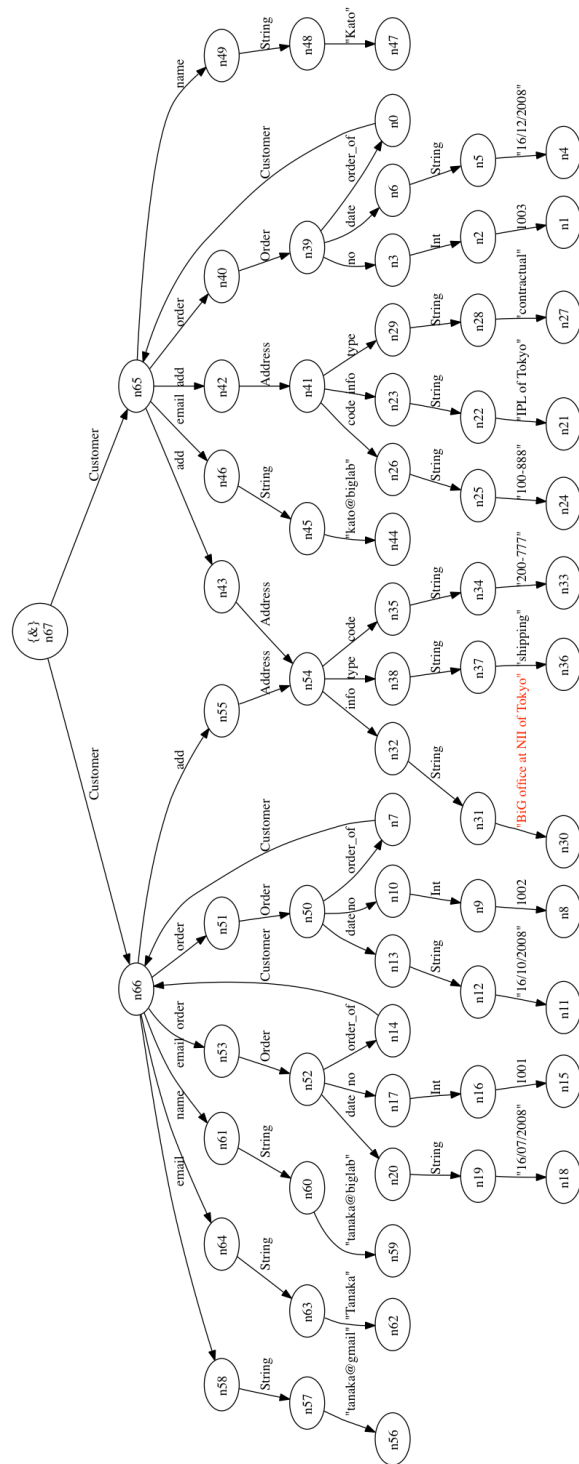 {&}
n67
Customer Customer
n66 n65
email name email order order add add email add order name
n58 n64 n61 n53 n51 n55 n43 n46 n42 n40 n49
String String String Order Customer Order Customer Address Address String Address Order Customer String
n57 n63 n60 n52 n50 n54 n45 n41 n39 n48
"tanaka@gmail" "Tanaka" "tanaka@biglab" date no order_of date no order_of info type code "kato@biglab" code info type no date order_of "Kato"
n56 n62 n59 n20 n17 n14 n13 n10 n7 n32 n38 n35 n44 n26 n23 n29 n3 n6 n0 n47
String Int String Int String String String String String String Int String
n19 n16 n12 n9 n31 n37 n34 n25 n22 n28 n2 n5
"16/07/2008" 1001 "16/10/2008" 1002 "BiG office at NII of Tokyo" "shipping" "200-777" "100-888" "IPL of Tokyo" "contractual" 1003 "16/12/2008"
n18 n15 n11 n8 n30 n36 n33 n24 n21 n27 n1 n4